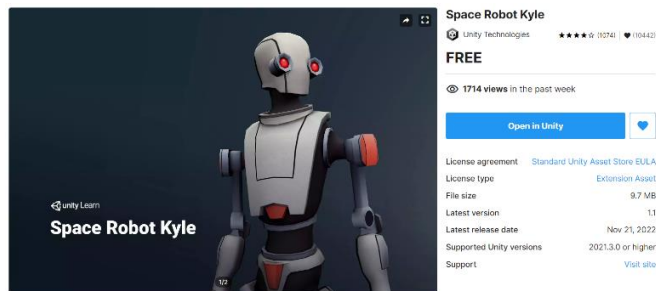 unity Learn
Space Robot Kyle
1/2
Space Robot Kyle
Unity Technologies (1074) | (10442)
FREE
1714 views in the past week
Open in Unity
License agreement Standard Unity Asset Store EULA
License type Extension Asset
File size 9.7 MB
Latest version 1.1
Latest release date Nov 21, 2022
Supported Unity versions 2021.3.0 or higher
Support Visit site